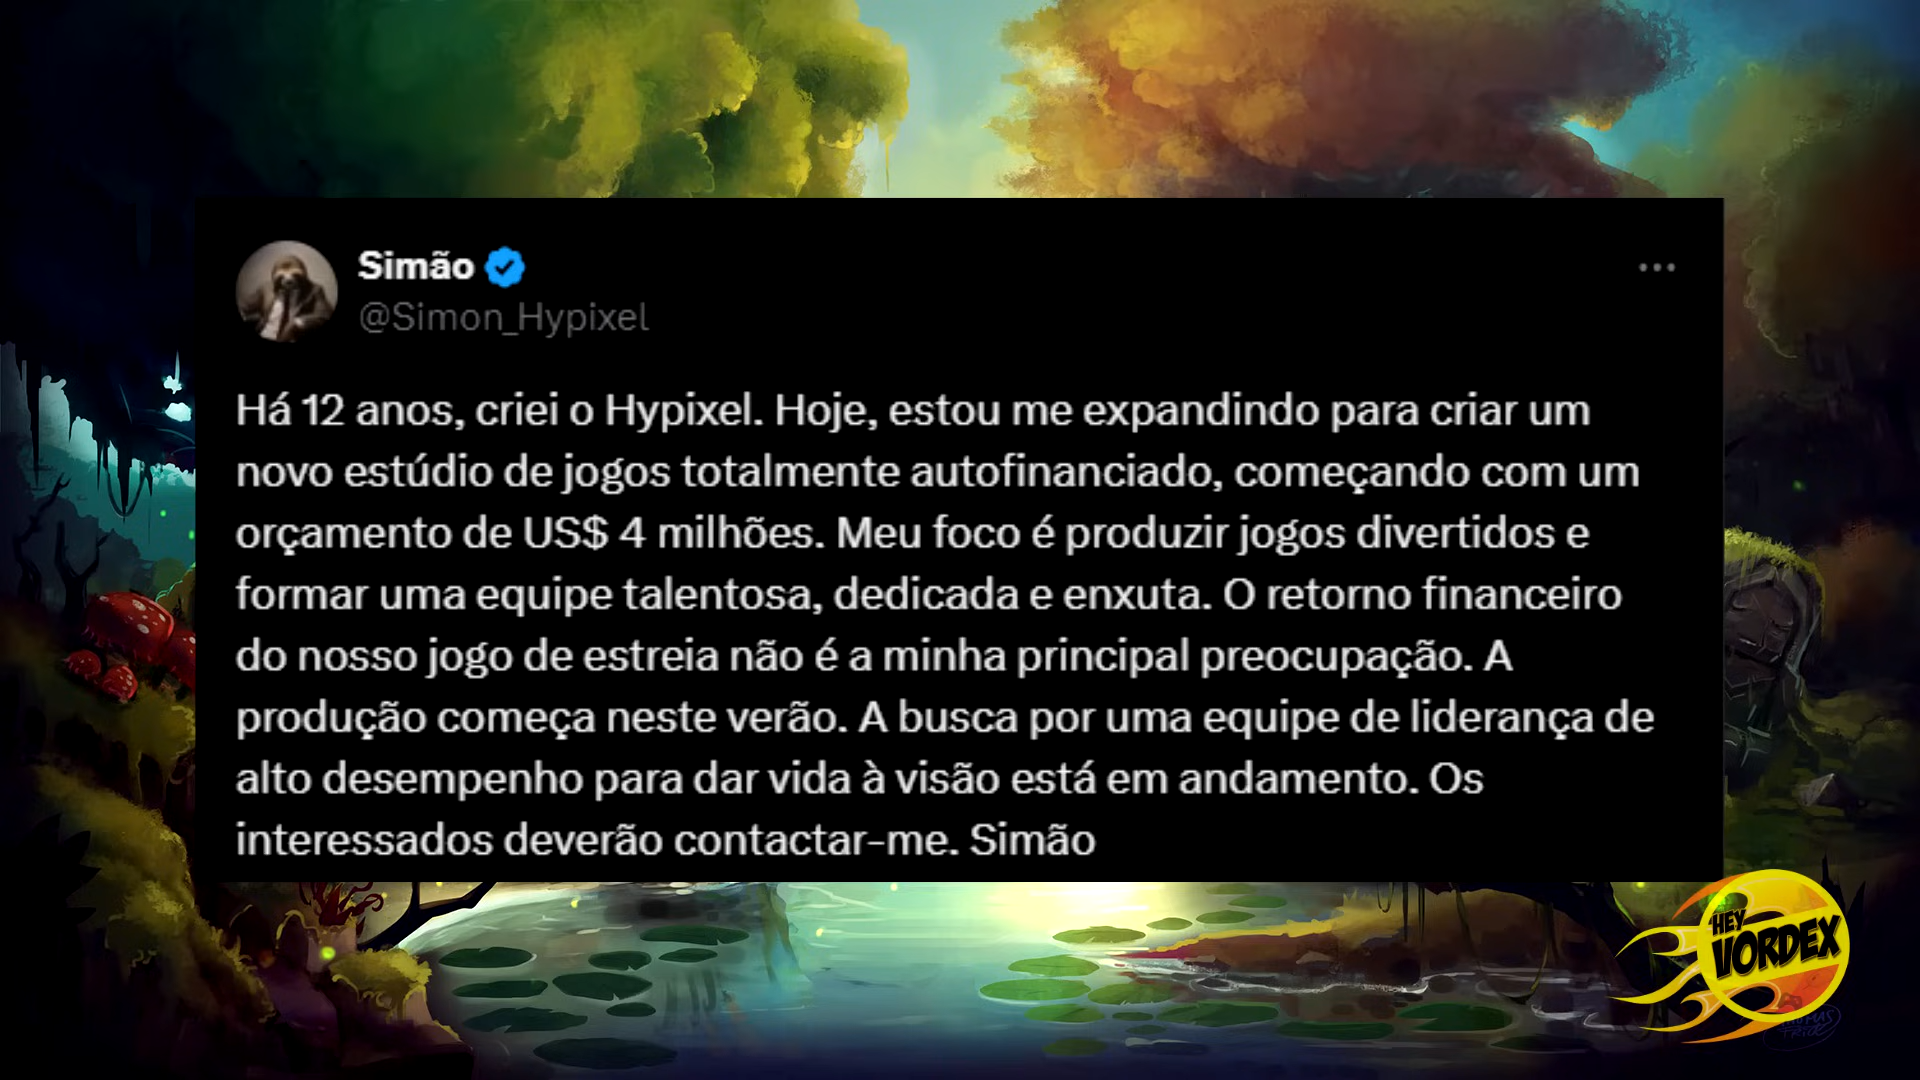 Simão
@Simon_Hypixel
Há 12 anos, criei o Hypixel. Hoje, estou me expandindo para criar um
novo estúdio de jogos totalmente autofinanciado, começando com um
orçamento de US$ 4 milhões. Meu foco é produzir jogos divertidos e
formar uma equipe talentosa, dedicada e enxuta. O retorno financeiro
do nosso jogo de estreia não é a minha principal preocupação. A
produção começa neste verão. A busca por uma equipe de liderança de
alto desempenho para dar vida à visão está em andamento. Os
interessados deverão contactar-me. Simão
HEY
VORDEX